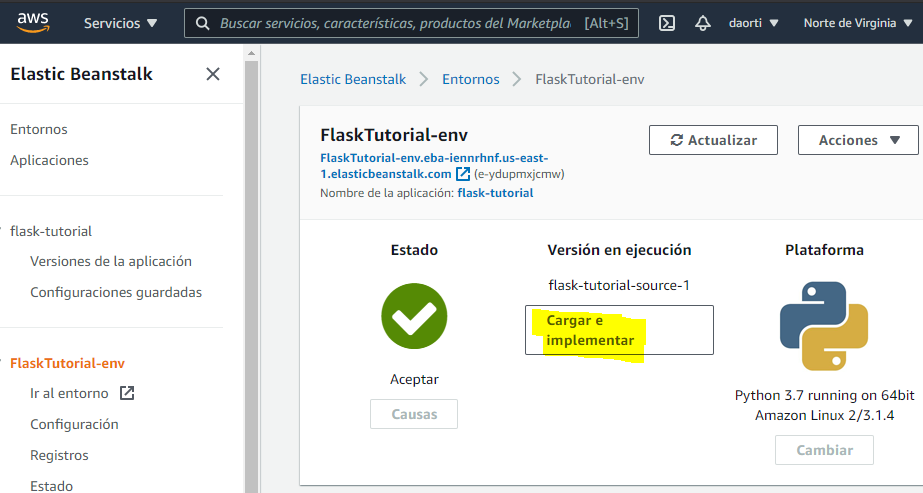 aws
Servicios
Buscar servicios, características, productos del Marketpla
[Alt+S]
daorti
Norte de Virginia
Elastic Beanstalk
Entornos
Aplicaciones
flask-tutorial
Versiones de la aplicación
Configuraciones guardadas
FlaskTutorial-env
Ir al entorno
Configuración
Registros
Estado
Elastic Beanstalk
Entornos
FlaskTutorial-env
FlaskTutorial-env
FlaskTutorial-env.eba-iennrhnf.us-east-
1.elasticbeanstalk.com (e-ydupmxjcmw)
Nombre de la aplicación: flask-tutorial
Actualizar
Acciones
Estado
Aceptar
Causas
Versión en ejecución
flask-tutorial-source-1
Cargar e
implementar
Plataforma
Python 3.7 running on 64bit
Amazon Linux 2/3.1.4
Cambiar